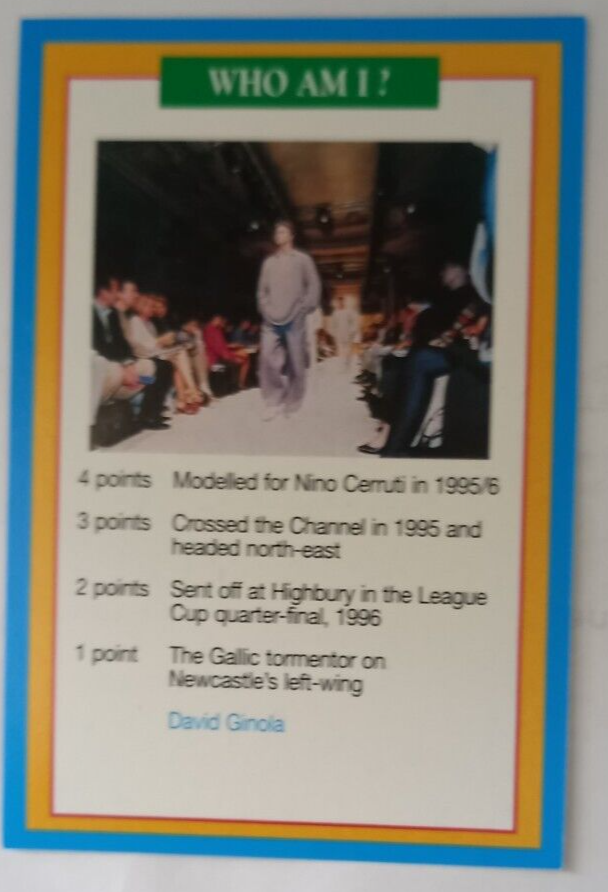 WHO AM I?
4 points Modelled for Nino Cerruti in 1995/6
3 points Crossed the Channel in 1995 and
headed north-east
2 points Sent off at Highbury in the League
Cup quarter-final, 1996
1 point The Gallic tormentor on
Newcastle's left-wing
David Ginola